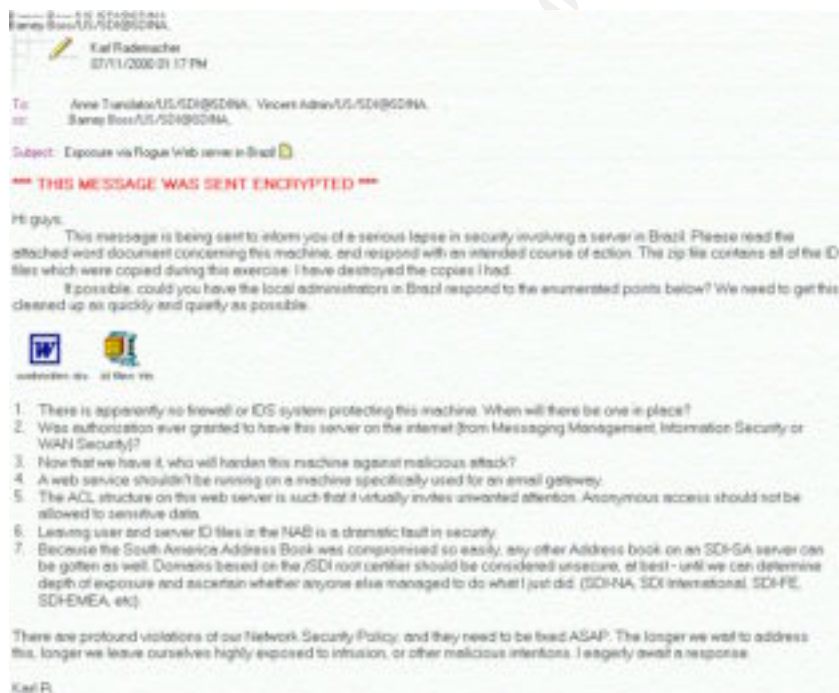 Barney Boss/US/SDI@SDINA,
Karl Rademacher
07/11/2000 01:17 PM
To: Anne Translator/US/SDI@SDINA, Vincent Admin/US/SDI@SDINA,
cc: Barney Boss/US/SDI@SDINA,
Subject: Exposure via Rogue Web server in Brazil
*** THIS MESSAGE WAS SENT ENCRYPTED ***
Hi guys,
This message is being sent to inform you of a serious lapse in security involving a server in Brazil. Please read the
attached word document concerning this machine, and respond with an intended course of action. The zip file contains all of the ID
files which were copied during this exercise. I have destroyed the copies I had.
If possible, could you have the local administrators in Brazil respond to the enumerated points below? We need to get this
cleaned up as quickly and quietly as possible.
1. There is apparently no firewall or IDS system protecting this machine. When will there be one in place?
2. Was authorization ever granted to have this server on the internet (from Messaging Management, Information Security or
WAN Security)?
3. Now that we have it, who will harden this machine against malicious attack?
4. A web service shouldn't be running on a machine specifically used for an email gateway.
5. The ACL structure on this web server is such that it virtually invites unwanted attention. Anonymous access should not be
allowed to sensitive data.
6. Leaving user and server ID files in the NAB is a dramatic fault in security.
7. Because the South America Address Book was compromised so easily, any other Address book on an SDI-SA server can
be gotten as well. Domains based on the /SDI root certifier should be considered unsecure, at best - until we can determine
depth of exposure and ascertain whether anyone else managed to do what I just did. (SDI-NA, SDI International, SDI-FE,
SDI-EMEA, etc)
There are profound violations of our Network Security Policy, and they need to be fixed ASAP. The longer we wait to address
this, longer we leave ourselves highly exposed to intrusion, or other malicious intentions. I eagerly await a response.
Karl R.